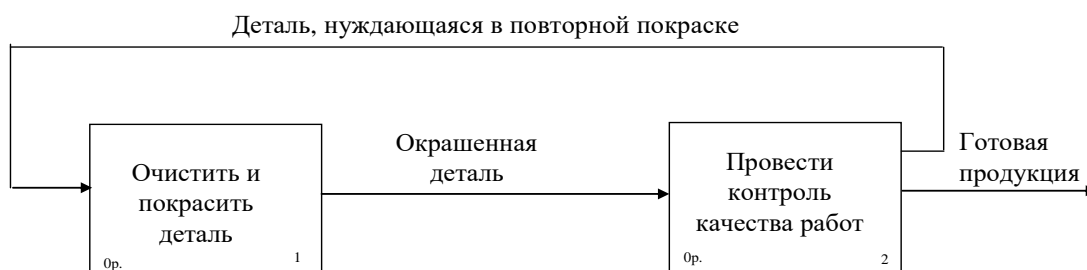 Деталь, нуждающаяся в повторной покраске
Очистить и
покрасить
деталь
0р.
1
Окрашенная
деталь
Провести
контроль
качества работ
0р.
2
Готовая
продукция